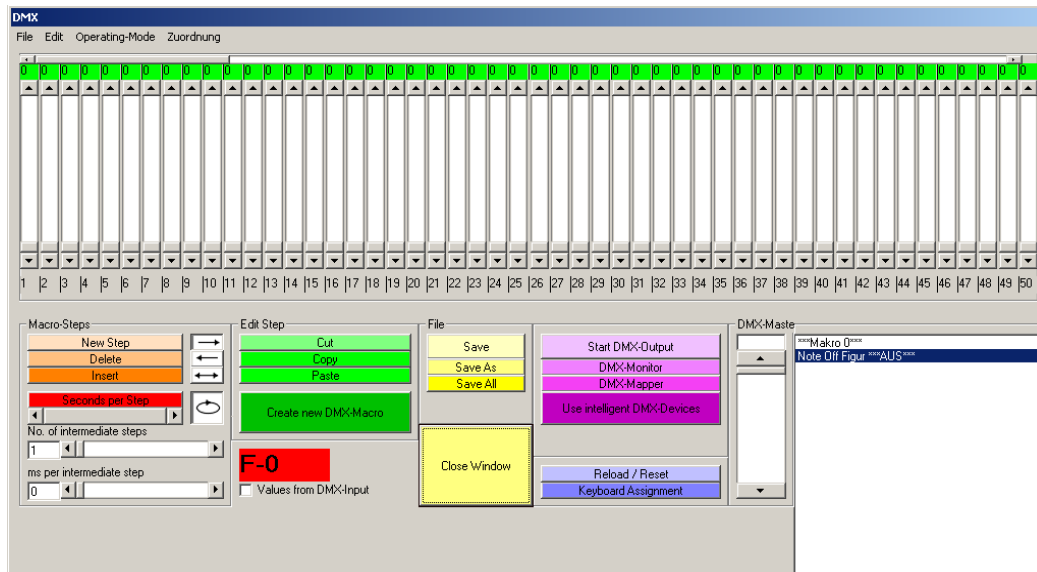 DMX
File Edit Operating-Mode Zuordnung
0 0 0 0 0 0 0 0 0 0 0 0 0 0 0 0 0 0 0 0 0 0 0 0 0 0 0 0 0 0 0 0 0 0 0 0 0 0 0 0 0 0 0 0 0 0 0 0 0 0
1 2 3 4 5 6 7 8 9 10 11 12 13 14 15 16 17 18 19 20 21 22 23 24 25 26 27 28 29 30 31 32 33 34 35 36 37 38 39 40 41 42 43 44 45 46 47 48 49 50
Macro-Steps
New Step
Delete
Insert
Seconds per Step
No. of intermediate steps
1
ms per intermediate step
0
Edit Step
Cut
Copy
Paste
Create new DMX-Macro
F-0
Values from DMX-Input
File
Save
Save As
Save All
Close Window
Start DMX-Output
DMX-Monitor
DMX-Mapper
Use intelligent DMX-Devices
Reload / Reset
Keyboard Assignment
DMX-Maste
***Makro 0***
Note Off Figur ***AUS***